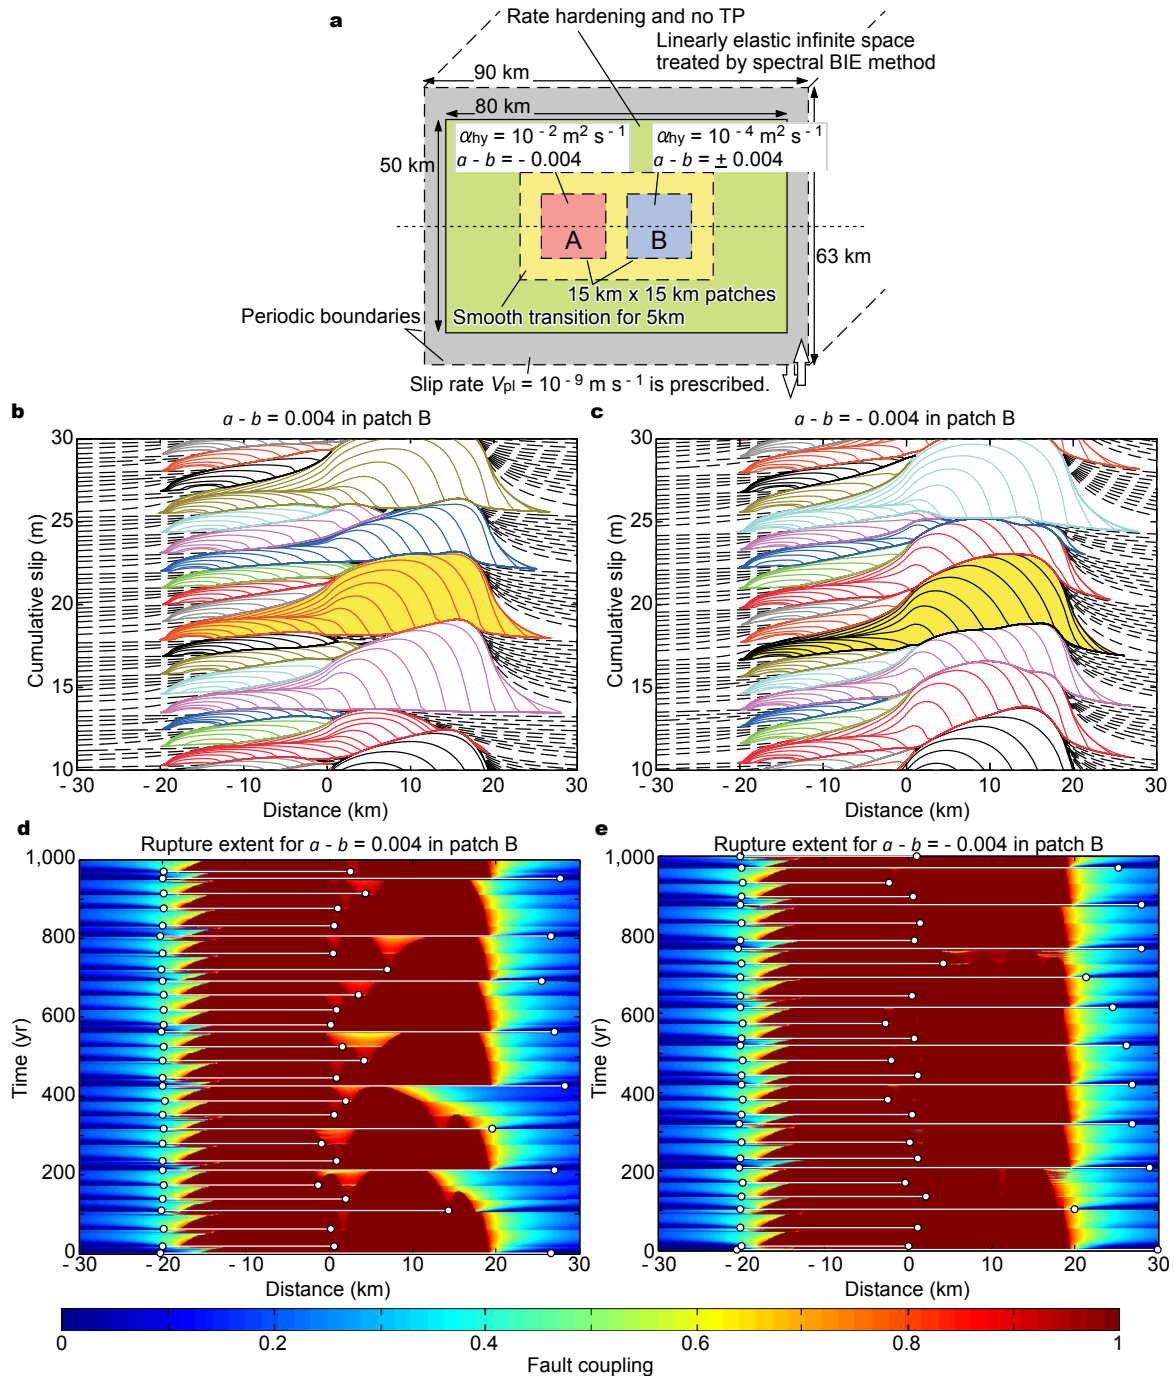 a
Rate hardening and no TP
Linearly elastic infinite space
treated by spectral BIE method
90 km
80 km
αhy = 10 - 2 m2 s - 1
a - b = - 0.004
αhy = 10 - 4 m2 s - 1
a - b = ± 0.004
50 km
A
B
63 km
15 km x 15 km patches
Periodic boundaries
Smooth transition for 5km
Slip rate Vpl = 10 - 9 m s - 1 is prescribed.
b
a - b = 0.004 in patch B
30
25
20
15
10
Cumulative slip (m)
- 30
- 20
- 10
0
10
20
30
Distance (km)
c
a - b = - 0.004 in patch B
30
25
20
15
10
Cumulative slip (m)
- 30
- 20
- 10
0
10
20
30
Distance (km)
d
Rupture extent for a - b = 0.004 in patch B
1,000
800
600
400
200
0
Time (yr)
- 30
- 20
- 10
0
10
20
30
Distance (km)
e
Rupture extent for a - b = - 0.004 in patch B
1,000
800
600
400
200
0
Time (yr)
- 30
- 20
- 10
0
10
20
30
Distance (km)
0
0.2
0.4
0.6
0.8
1
Fault coupling